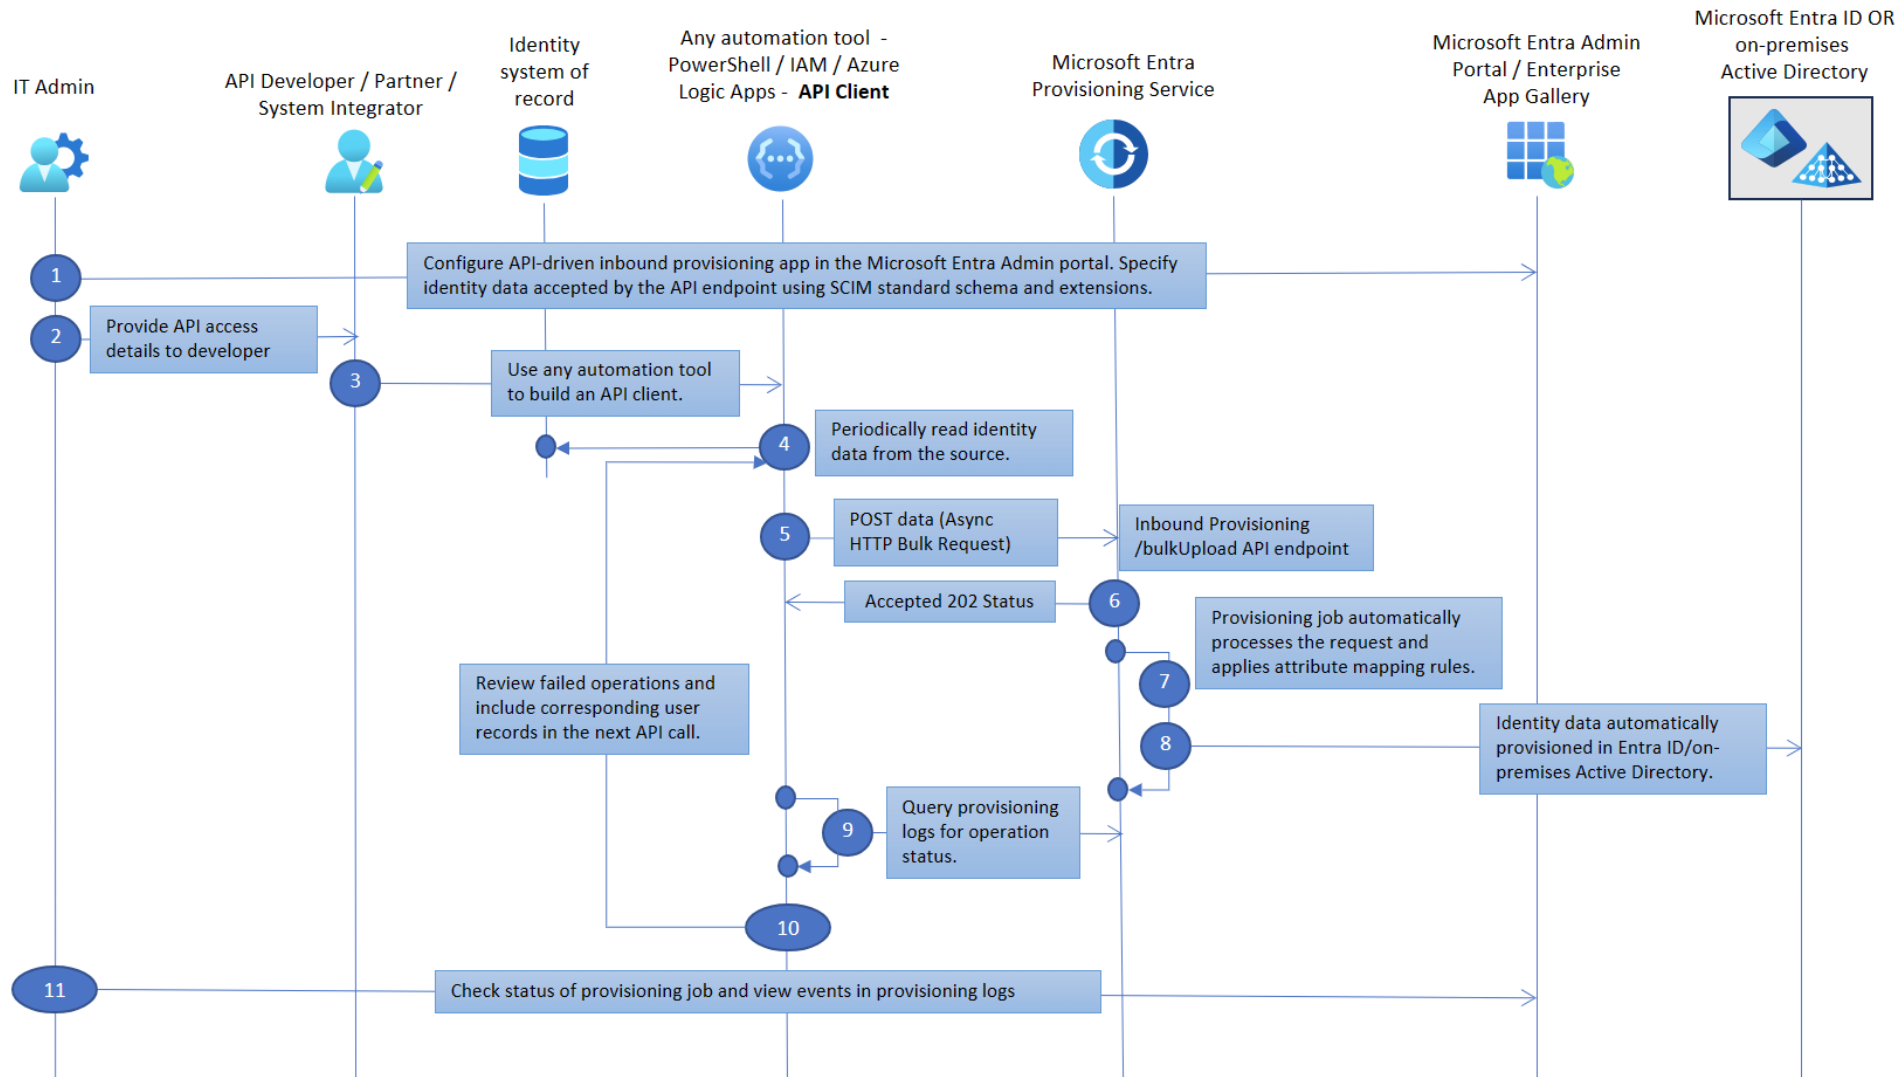 IT Admin
API Developer / Partner /
System Integrator
Identity
system of
record
Any automation tool  -
PowerShell / IAM / Azure
Logic Apps -  API Client
Microsoft Entra
Provisioning Service
Microsoft Entra Admin
Portal / Enterprise
App Gallery
Microsoft Entra ID OR
on-premises
Active Directory
1
Configure API-driven inbound provisioning app in the Microsoft Entra Admin portal. Specify
identity data accepted by the API endpoint using SCIM standard schema and extensions.
2
Provide API access
details to developer
3
Use any automation tool
to build an API client.
4
Periodically read identity
data from the source.
5
POST data (Async
HTTP Bulk Request)
Inbound Provisioning
/bulkUpload API endpoint
Accepted 202 Status
6
Provisioning job automatically
processes the request and
applies attribute mapping rules.
7
Review failed operations and
include corresponding user
records in the next API call.
8
Identity data automatically
provisioned in Entra ID/on-
premises Active Directory.
9
Query provisioning
logs for operation
status.
10
11
Check status of provisioning job and view events in provisioning logs